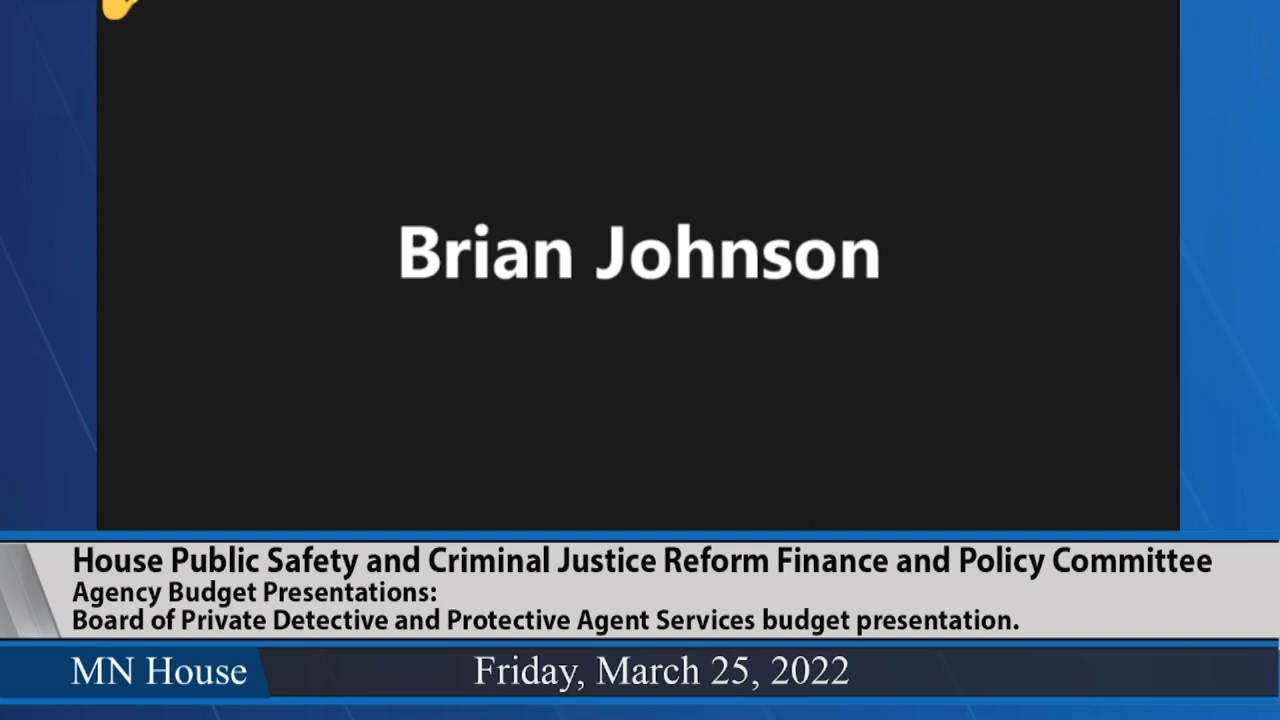 Brian Johnson
House Public Safety and Criminal Justice Reform Finance and Policy Committee
Agency Budget Presentations:
Board of Private Detective and Protective Agent Services budget presentation.
MN House
Friday, March 25, 2022